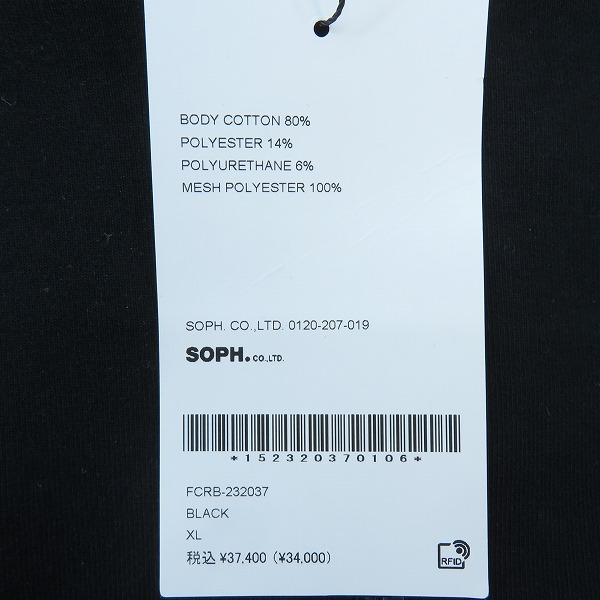 BODY COTTON 80%
POLYESTER 14%
POLYURETHANE 6%
MESH POLYESTER 100%
SOPH. CO.,LTD. 0120-207-019
SOPH. CO.,LTD.
*152320370106*
FCRB-232037
BLACK
XL
税込 ¥37,400 (¥34,000)
RFID